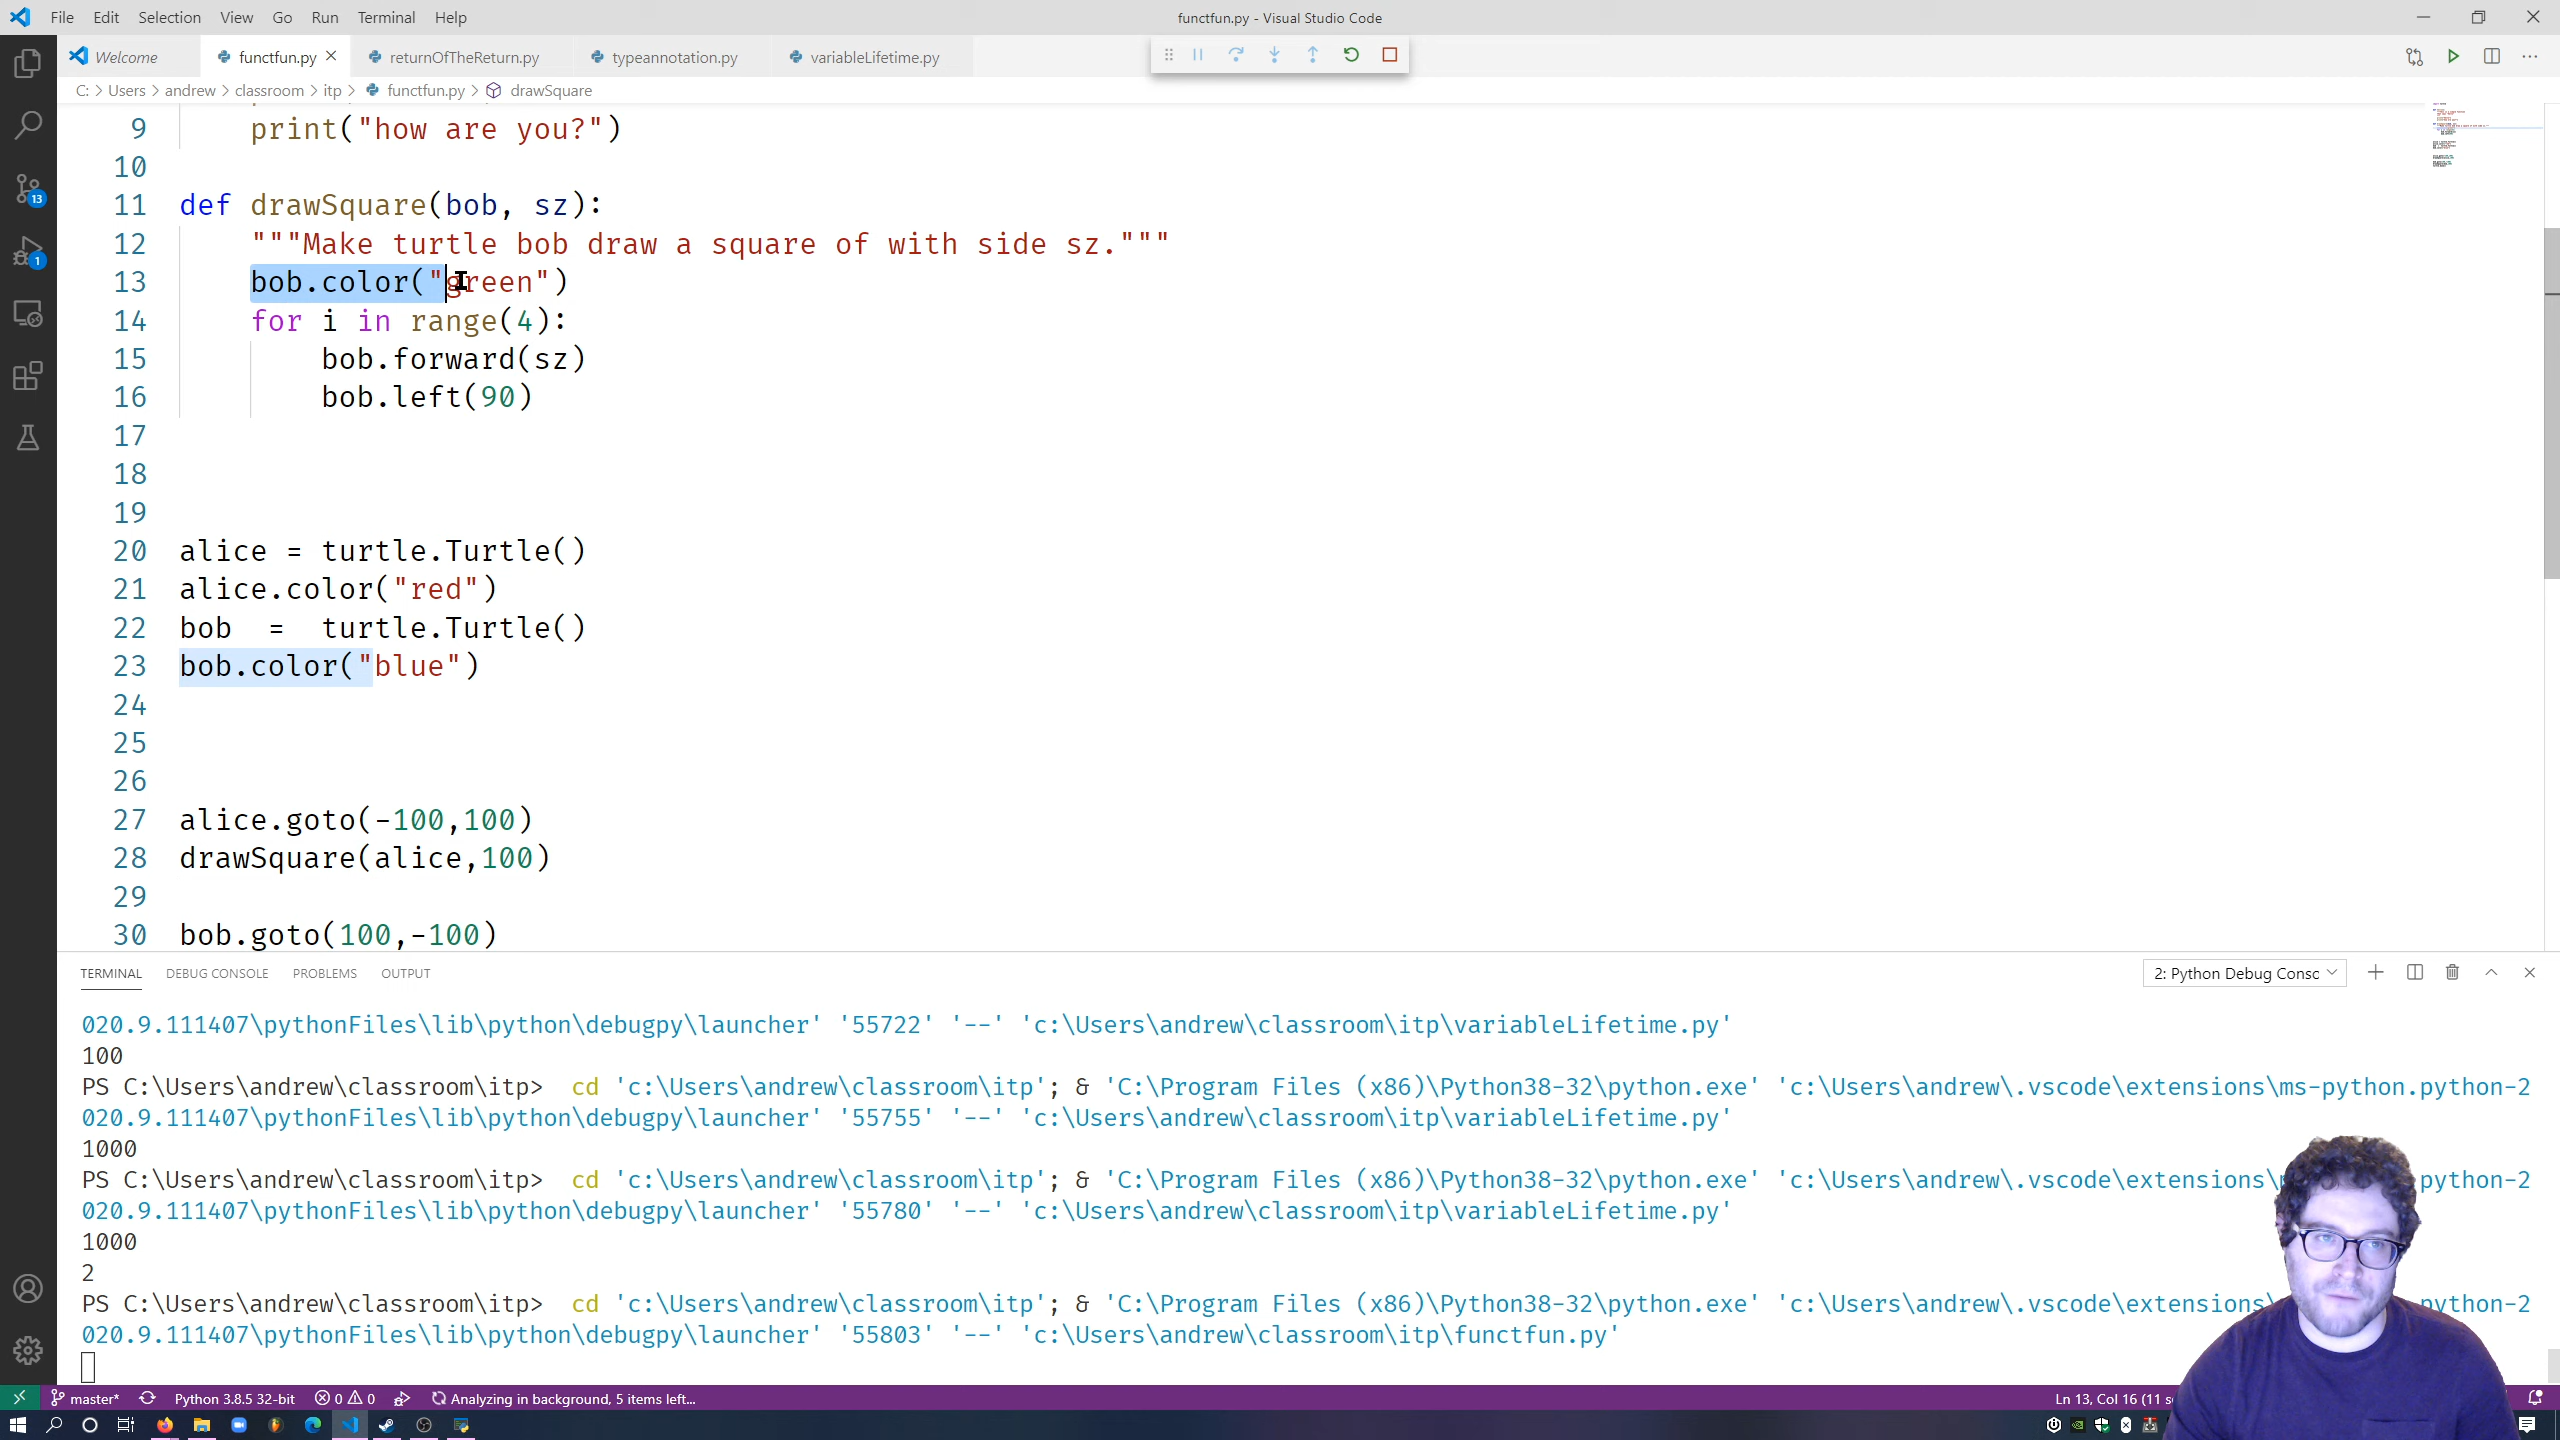 File Edit Selection View Go Run Terminal Help
functfun.py - Visual Studio Code
Welcome functfun.py returnOfTheReturn.py typeannotation.py variableLifetime.py
C: > Users > andrew > classroom > itp > functfun.py > drawSquare
9 print("how are you?")
10
11 def drawSquare(bob, sz):
12 """Make turtle bob draw a square of with side sz."""
13 bob.color("green")
14 for i in range(4):
15 bob.forward(sz)
16 bob.left(90)
17
18
19
20 alice = turtle.Turtle()
21 alice.color("red")
22 bob = turtle.Turtle()
23 bob.color("blue")
24
25
26
27 alice.goto(-100,100)
28 drawSquare(alice,100)
29
30 bob.goto(100,-100)
13
1
TERMINAL DEBUG CONSOLE PROBLEMS OUTPUT
2: Python Debug Consc
020.9.111407\pythonFiles\lib\python\debugpy\launcher' '55722' '--' 'c:\Users\andrew\classroom\itp\variableLifetime.py'
100
PS C:\Users\andrew\classroom\itp> cd 'c:\Users\andrew\classroom\itp'; & 'C:\Program Files (x86)\Python38-32\python.exe' 'c:\Users\andrew\.vscode\extensions\ms-python.python-2
020.9.111407\pythonFiles\lib\python\debugpy\launcher' '55755' '--' 'c:\Users\andrew\classroom\itp\variableLifetime.py'
1000
PS C:\Users\andrew\classroom\itp> cd 'c:\Users\andrew\classroom\itp'; & 'C:\Program Files (x86)\Python38-32\python.exe' 'c:\Users\andrew\.vscode\extensions\ python-2
020.9.111407\pythonFiles\lib\python\debugpy\launcher' '55780' '--' 'c:\Users\andrew\classroom\itp\variableLifetime.py'
1000
2
PS C:\Users\andrew\classroom\itp> cd 'c:\Users\andrew\classroom\itp'; & 'C:\Program Files (x86)\Python38-32\python.exe' 'c:\Users\andrew\.vscode\extensions\ ython-2
020.9.111407\pythonFiles\lib\python\debugpy\launcher' '55803' '--' 'c:\Users\andrew\classroom\itp\functfun.py'
master* Python 3.8.5 32-bit 0 0 Analyzing in background, 5 items left... Ln 13, Col 16 (11 s